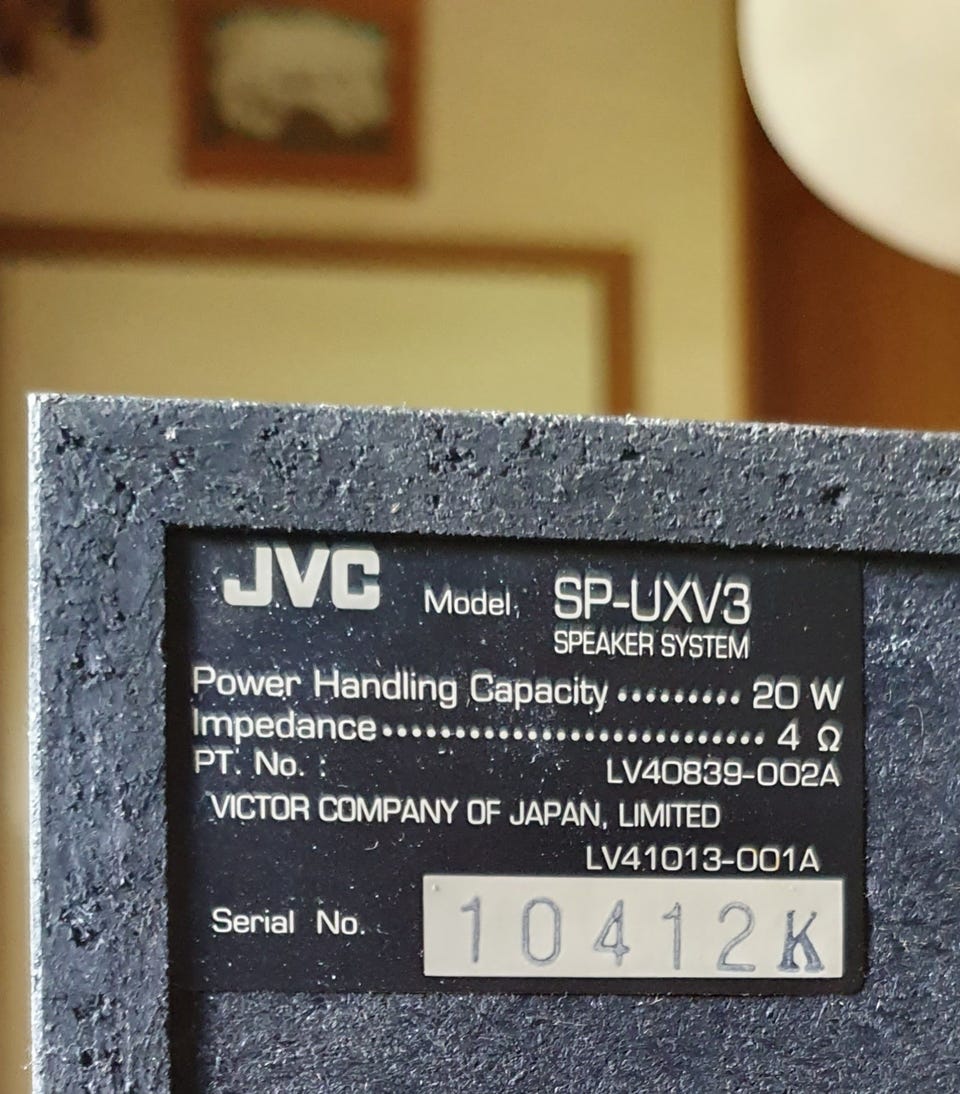 JVC Model SP-UXV3
SPEAKER SYSTEM
Power Handling Capacity ········· 20 W
Impedance··························· 4 Ω
PT. No. : LV40839-002A
VICTOR COMPANY OF JAPAN, LIMITED
LV41013-001A
Serial No. 10412K